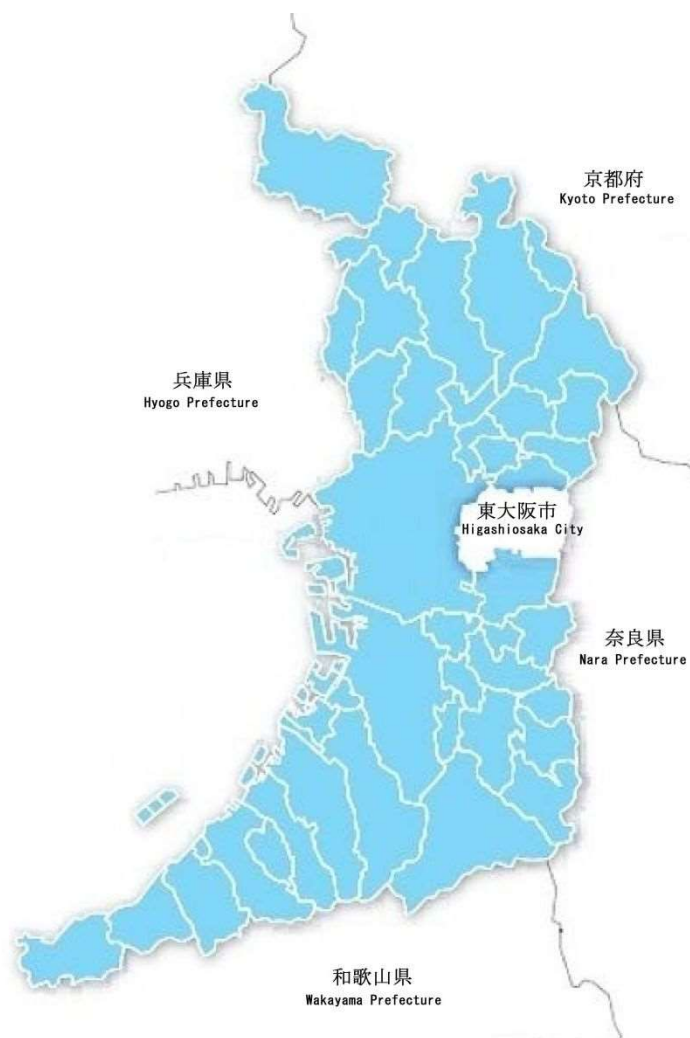 京都府
Kyoto Prefecture
兵庫県
Hyogo Prefecture
東大阪市
Higashiosaka City
奈良県
Nara Prefecture
和歌山県
Wakayama Prefecture